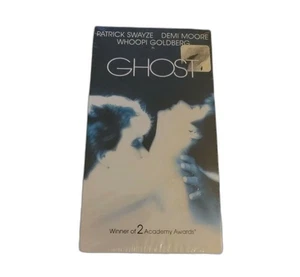 PATRICK SWAYZE DEMI MOORE
WHOOPI GOLDBERG
GHOST
Winner of 2 Academy Awards